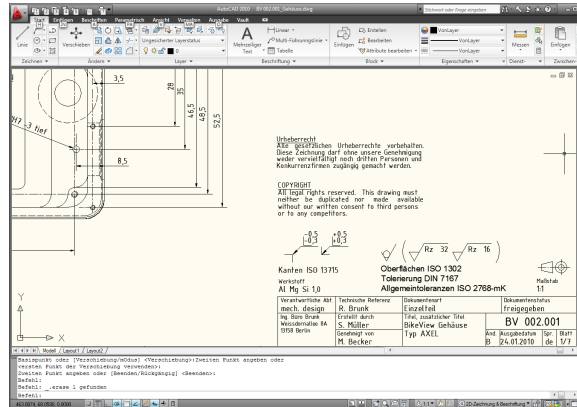 AutoCAD 2010 BV 002.001_Gehäuse.dwg
Stichwort oder Frage eingeben
Start Einfügen Beschriften Parametrisch Ansicht Verwalten Ausgabe Vault
Linie
Verschieben
Ungesicherter Layerstatus
0
Mehrzeiliger Text
Linear
Multi-Führungslinie
Tabelle
Einfügen
Erstellen
Bearbeiten
Attribute bearbeiten
VonLayer
VonLayer
VonLayer
Messen
Einfügen
Zeichnen Ändern Layer Beschriftung Block Eigenschaften Dienst- Zwischen-
3,5
28
35
46,5
48,5
52,5
8,5
H7 -3 tief
Urheberrecht
Alle gesetzlichen Urheberrechte vorbehalten.
Diese Zeichnung darf ohne unsere Genehmigung
weder vervielfältigt noch dritten Personen und
Konkurrenzfirmen zugängig gemacht werden.
COPYRIGHT
All legal rights reserved. This drawing must
neither be duplicated nor made available
without our written consent to third persons
or to any competitors.
-0.5 +0.5
-0,3 +0,3
Rz 32 Rz 16
Kanten ISO 13715
Oberflächen ISO 1302
Werkstoff
Tolerierung DIN 7167
Maßstab
Al Mg Si 1,0
Allgemeintoleranzen ISO 2768-mK
1:1
Verantwortliche Abt. Technische Referenz Dokumentenart Dokumentenstatus
mech. design R. Brunk Einzelteil freigegeben
Ing. Büro Brunk Erstellt durch Titel, zusätzlicher Titel
S. Müller BikeView Gehäuse BV 002.001
Genehmigt von Typ AXEL Änd. Ausgabedatum Spr. Blatt
M. Becker B 24.01.2010 de 1/7
Y
X
Modell Layout1 Layout2
Basispunkt oder [Verschiebung/mOdus] <Verschiebung>:Zweiten Punkt angeben oder
<ersten Punkt der Verschiebung verwenden>:
Zweiten Punkt angeben oder [Beenden/Rückgängig] <Beenden>:
Befehl:
Befehl: _.erase 1 gefunden
Befehl:
1:1
2D-Zeichnung & Beschriftung